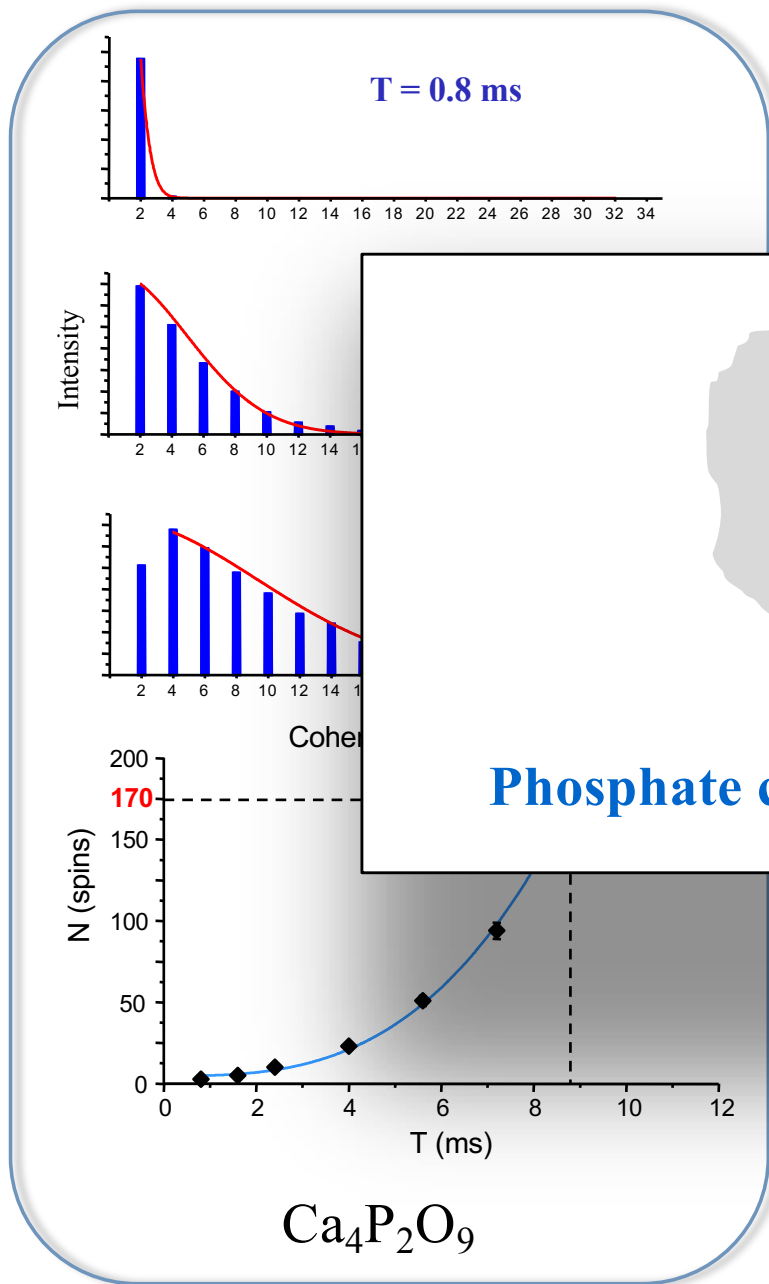 T = 0.8 ms
2 4 6 8 10 12 14 16 18 20 22 24 26 28 30 32 34
Intensity
2 4 6 8 10 12 14
2 4 6 8 10 12 14
Phosphate
200
170
150
100
50
0
N (spins)
0 2 4 6 8 10 12
T (ms)
Ca₄P₂O₉